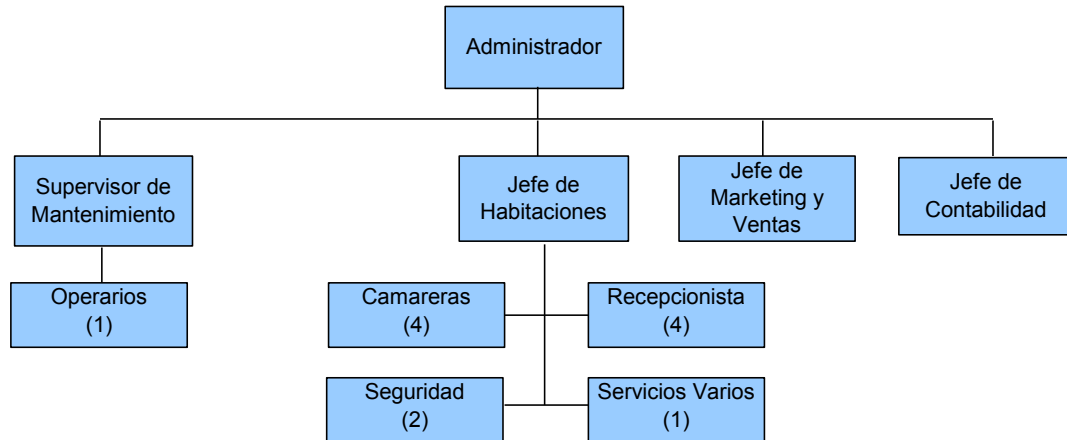 Administrador
Supervisor de
Mantenimiento
Jefe de
Habitaciones
Jefe de
Marketing y
Ventas
Jefe de
Contabilidad
Operarios
(1)
Camareras
(4)
Recepcionista
(4)
Seguridad
(2)
Servicios Varios
(1)